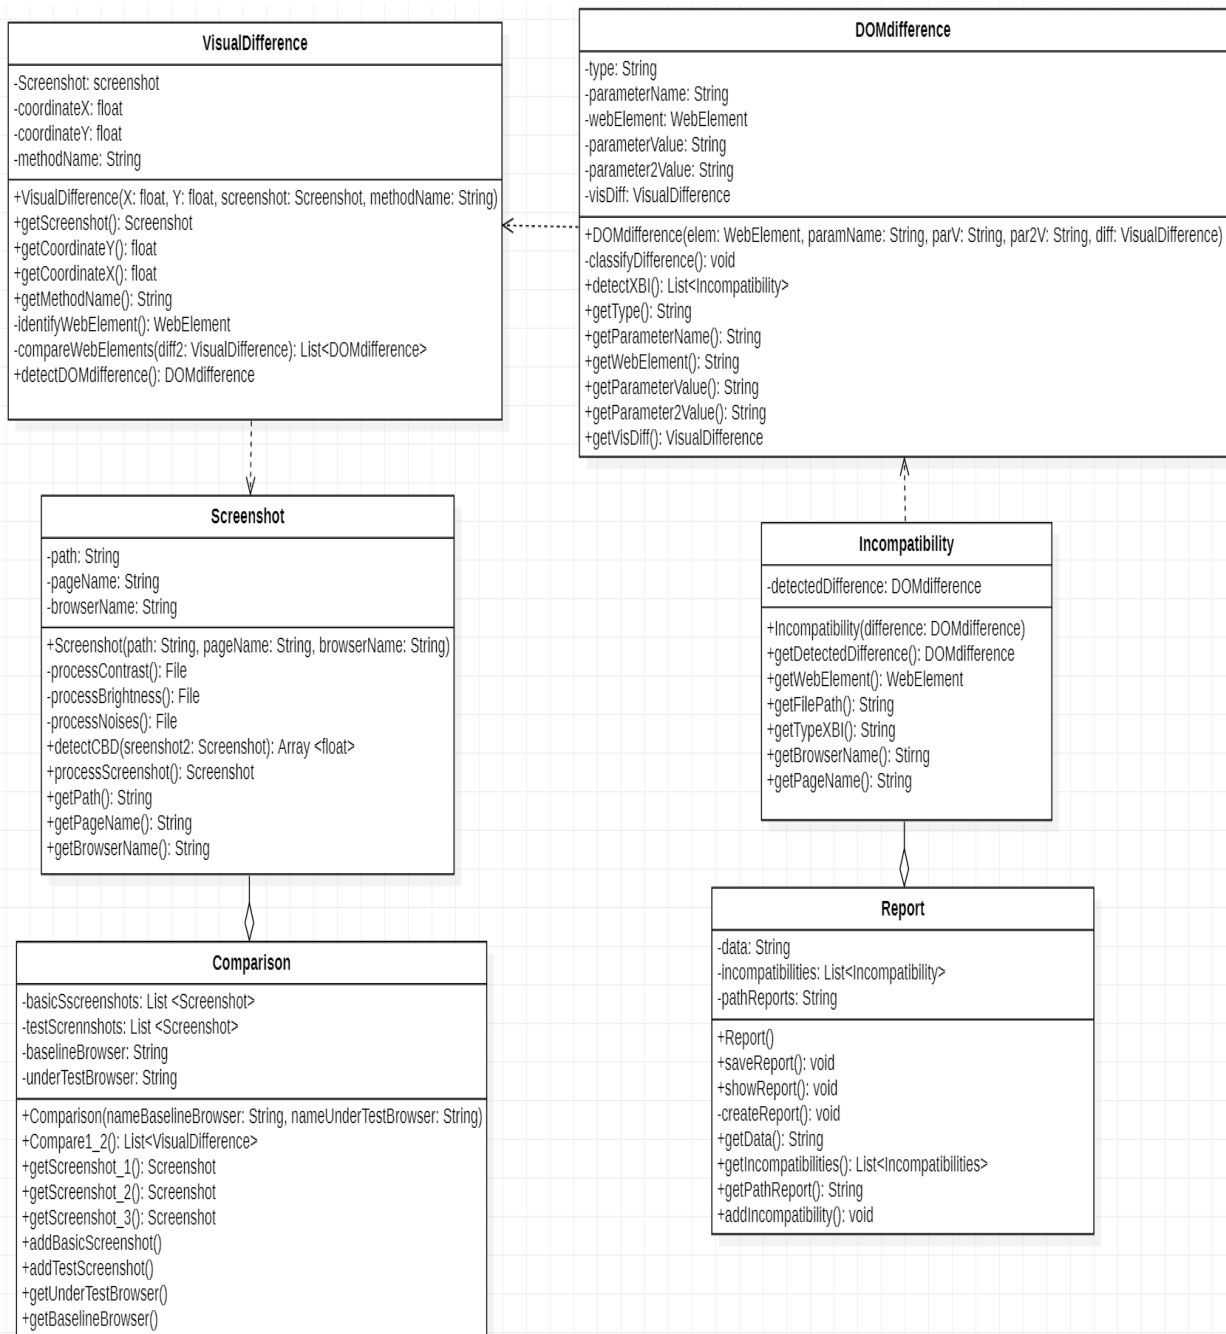 VisualDifference
-Screenshot: screenshot
-coordinateX: float
-coordinateY: float
-methodName: String
+VisualDifference(X: float, Y: float, screenshot: Screenshot, methodName: String)
+getScreenshot(): Screenshot
+getCoordinateY(): float
+getCoordinateX(): float
+getMethodName(): String
-identifyWebElement(): WebElement
-compareWebElements(diff2: VisualDifference): List<DOMdifference>
+detectDOMdifference(): DOMdifference
DOMdifference
-type: String
-parameterName: String
-webElement: WebElement
-parameterValue: String
-parameter2Value: String
-visDiff: VisualDifference
+DOMdifference(elem: WebElement, paramName: String, parV: String, par2V: String, diff: VisualDifference)
-classifyDifference(): void
+detectXBI(): List<Incompatibility>
+getType(): String
+getParameterName(): String
+getWebElement(): String
+getParameterValue(): String
+getParameter2Value(): String
+getVisDiff(): VisualDifference
Screenshot
-path: String
-pageName: String
-browserName: String
+Screenshot(path: String, pageName: String, browserName: String)
-processContrast(): File
-processBrightness(): File
-processNoises(): File
+detectCBD(sreenshot2: Screenshot): Array <float>
+processScreenshot(): Screenshot
+getPath(): String
+getPageName(): String
+getBrowserName(): String
Incompatibility
-detectedDifference: DOMdifference
+Incompatibility(difference: DOMdifference)
+getDetectedDifference(): DOMdifference
+getWebElement(): WebElement
+getFilePath(): String
+getTypeXBI(): String
+getBrowserName(): Stirng
+getPageName(): String
Comparison
-basicSscreenshots: List <Screenshot>
-testScrennshots: List <Screenshot>
-baselineBrowser: String
-underTestBrowser: String
+Comparison(nameBaselineBrowser: String, nameUnderTestBrowser: String)
+Compare1_2(): List<VisualDifference>
+getScreenshot_1(): Screenshot
+getScreenshot_2(): Screenshot
+getScreenshot_3(): Screenshot
+addBasicScreenshot()
+addTestScreenshot()
+getUnderTestBrowser()
+getBaselineBrowser()
Report
-data: String
-incompatibilities: List<Incompatibility>
-pathReports: String
+Report()
+saveReport(): void
+showReport(): void
-createReport(): void
+getData(): String
+getIncompatibilities(): List<Incompatibilities>
+getPathReport(): String
+addIncompatibility(): void